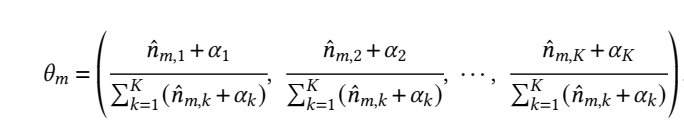 θ_m = ( (n̂_{m,1} + α_1) / (∑_{k=1}^{K} (n̂_{m,k} + α_k)), (n̂_{m,2} + α_2) / (∑_{k=1}^{K} (n̂_{m,k} + α_k)), ⋯ , (n̂_{m,K} + α_K) / (∑_{k=1}^{K} (n̂_{m,k} + α_k)) )